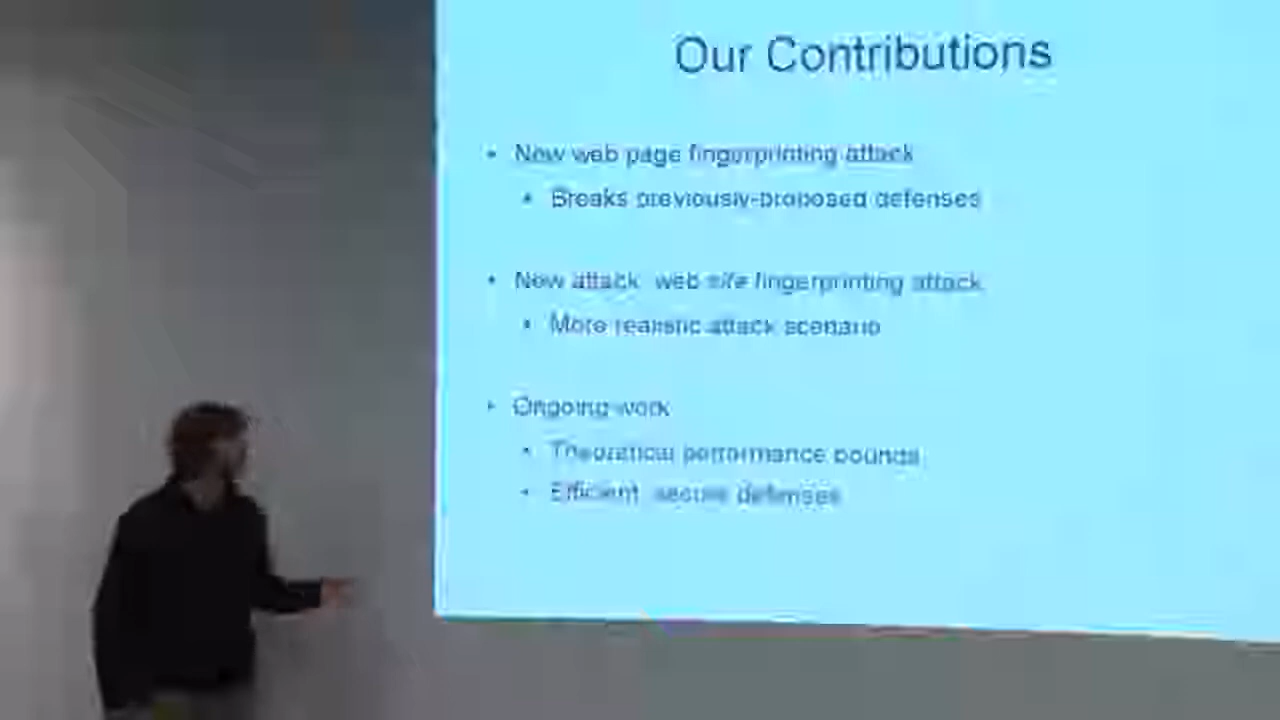 Our Contributions
• New web page fingerprinting attack
• Breaks previously-proposed defenses
• New attack: web site fingerprinting attack
• More realistic attack scenario
• Ongoing work
• Theoretical performance bounds
• Efficient, secure defenses